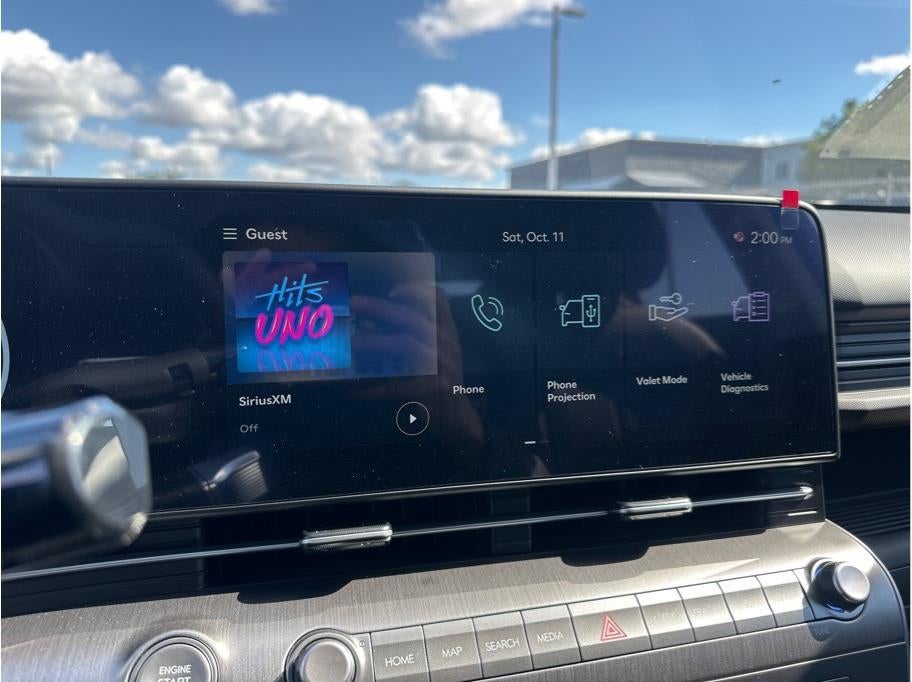 Guest
Sat, Oct. 11
2:00 PM
Hits
UNO
SiriusXM
Off
Phone
Phone
Projection
Valet Mode
Vehicle
Diagnostics
HOME
MAP
SEARCH
MEDIA
ENGINE
START